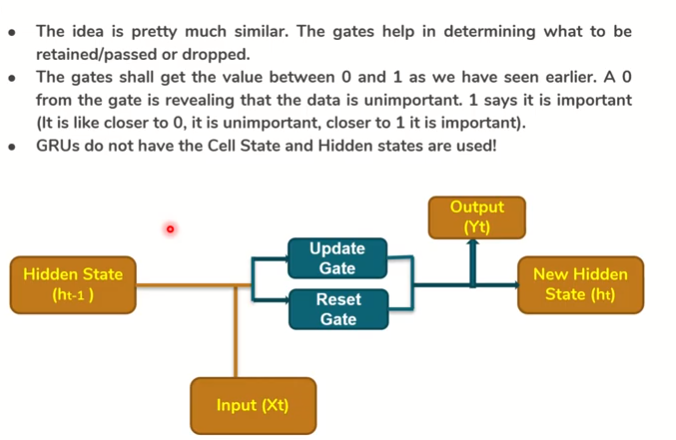 • The idea is pretty much similar. The gates help in determining what to be
retained/passed or dropped.
• The gates shall get the value between 0 and 1 as we have seen earlier. A 0
from the gate is revealing that the data is unimportant. 1 says it is important
(It is like closer to 0, it is unimportant, closer to 1 it is important).
• GRUs do not have the Cell State and Hidden states are used!
Output
(Yt)
Update
Gate
Hidden State
(ht-1 )
New Hidden
State (ht)
Reset
Gate
Input (Xt)